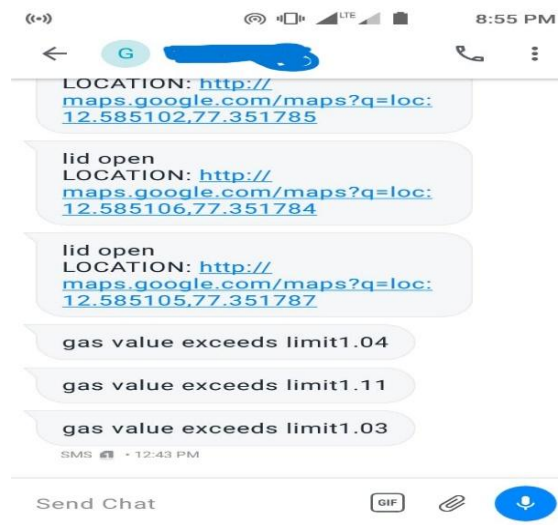 LTE 8:55 PM
G
LOCATION: http://
maps.google.com/maps?q=loc:
12.585102,77.351785
lid open
LOCATION: http://
maps.google.com/maps?q=loc:
12.585106,77.351784
lid open
LOCATION: http://
maps.google.com/maps?q=loc:
12.585105,77.351787
gas value exceeds limit1.04
gas value exceeds limit1.11
gas value exceeds limit1.03
SMS • 12:43 PM
Send Chat GIF